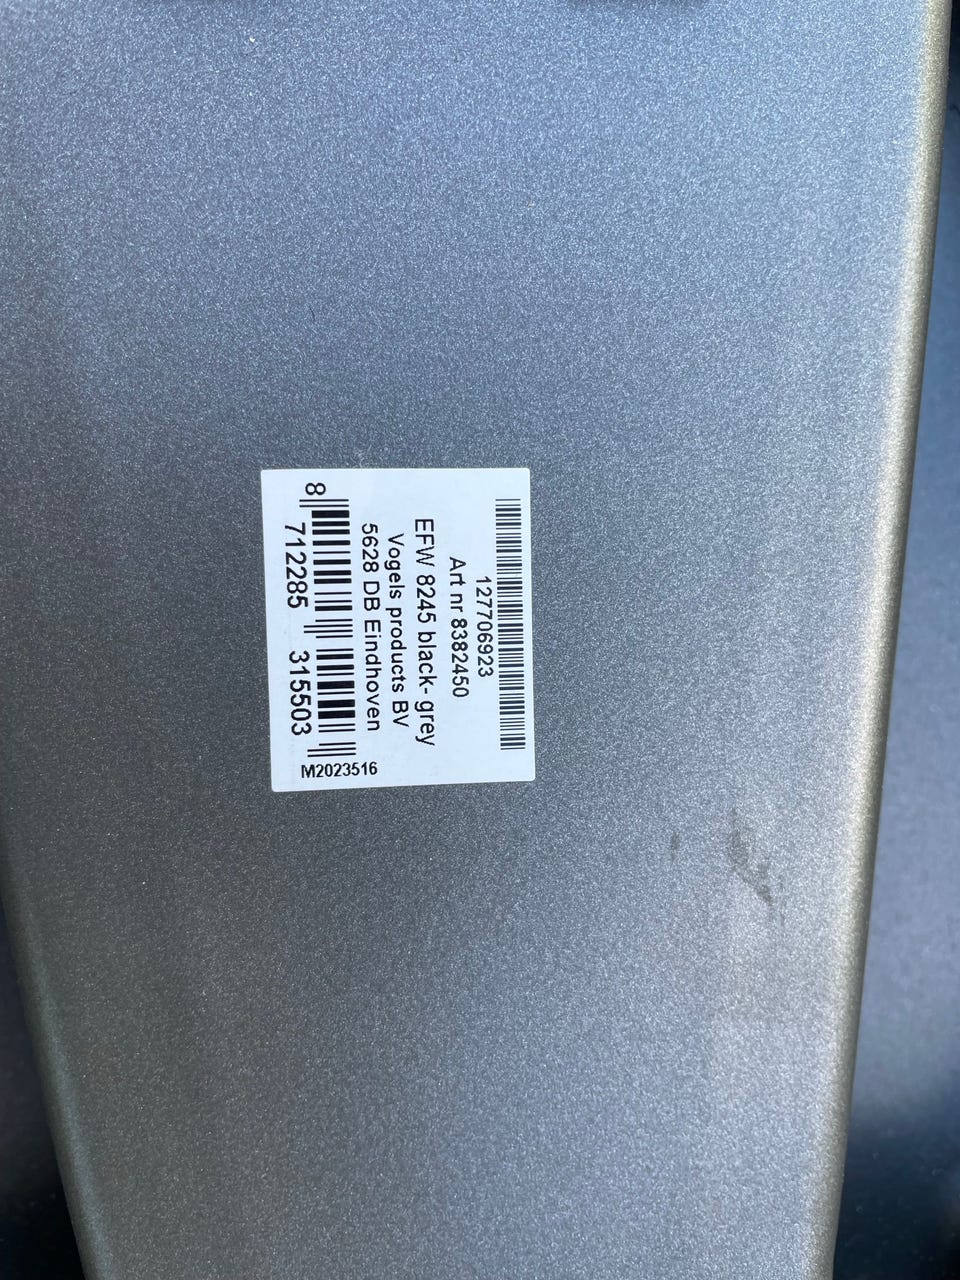 127706923
Art nr 8382450
EFW 8245 black- grey
Vogels products BV
5628 DB Eindhoven
8 712285 315503
M2023516